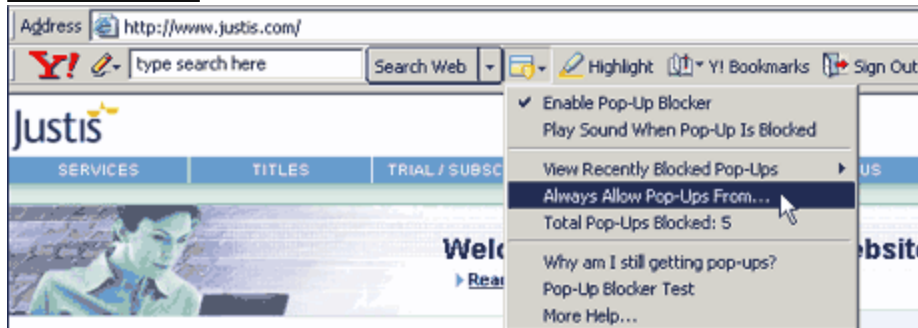 Address http://www.justis.com/
Y! type search here Search Web Highlight Y! Bookmarks Sign Out
Enable Pop-Up Blocker
Justis
Play Sound When Pop-Up Is Blocked
SERVICES TITLES TRIAL / SUBSC View Recently Blocked Pop-Ups US
Always Allow Pop-Ups From...
Total Pop-Ups Blocked: 5
Welc bsite
Why am I still getting pop-ups?
Rea
Pop-Up Blocker Test
More Help...